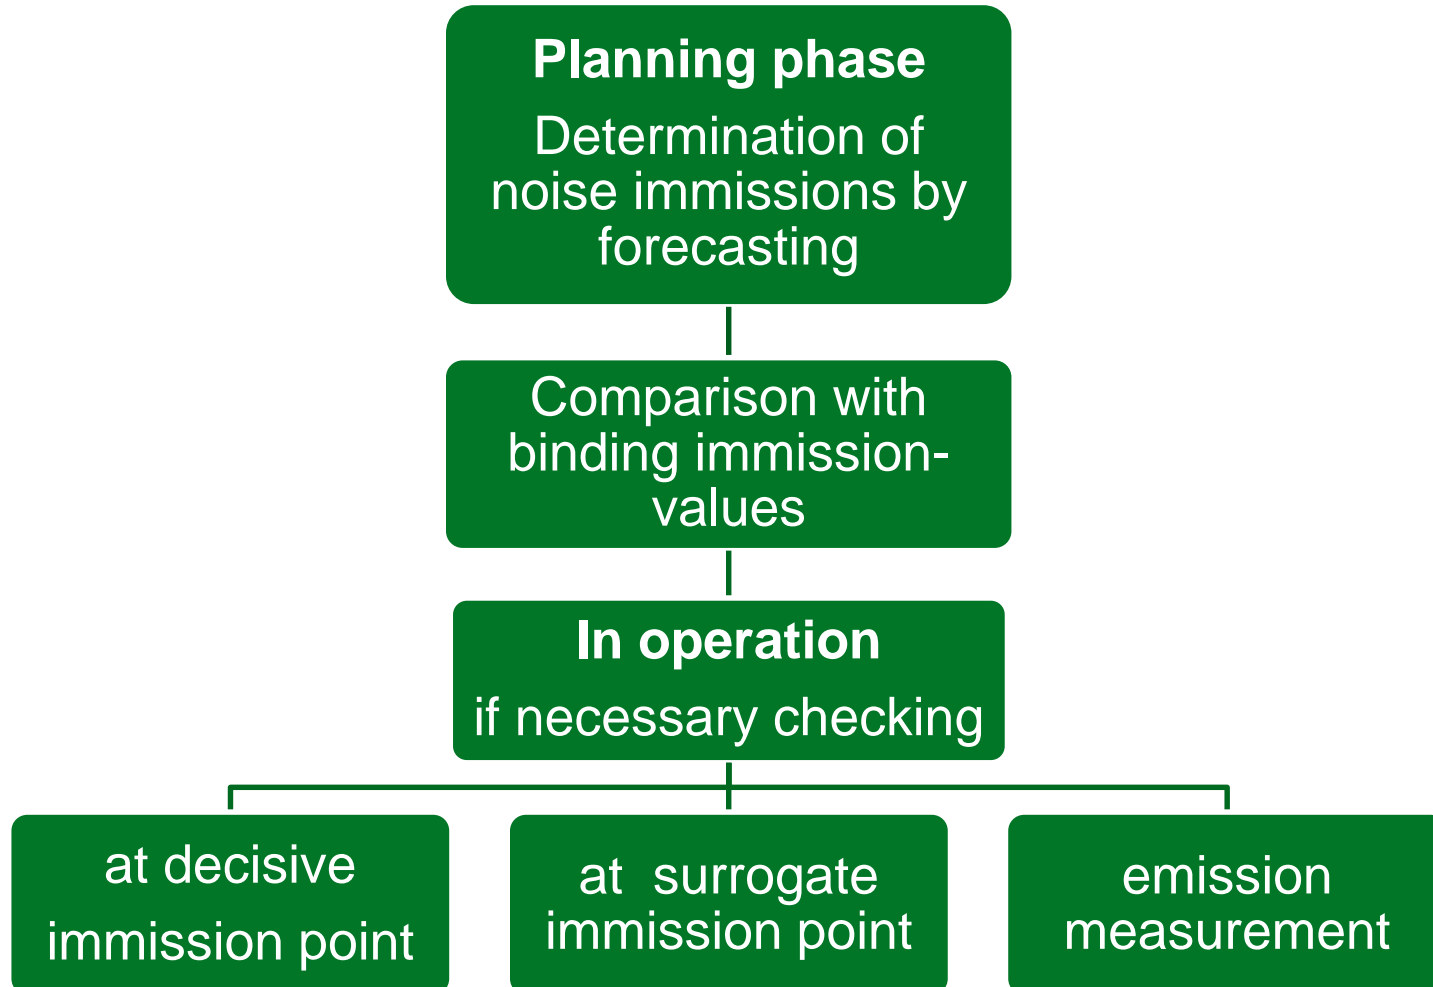 Planning phase
Determination of
noise immissions by
forecasting
Comparison with
binding immission-
values
In operation
if necessary checking
at decisive
immission point
at surrogate
immission point
emission
measurement